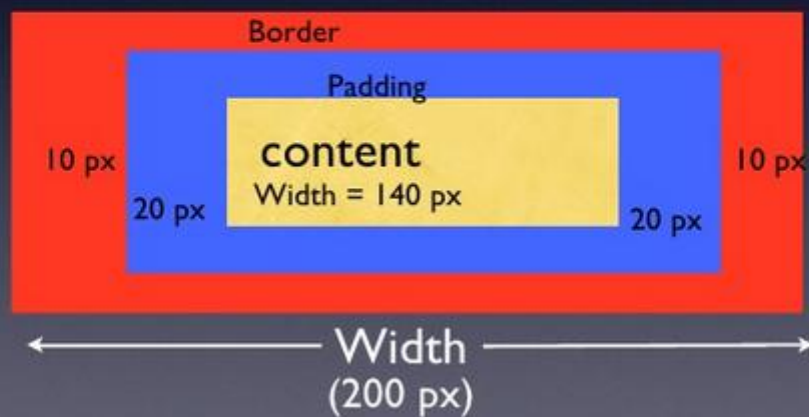 Border
Padding
content
Width = 140 px
10 px
10 px
20 px
20 px
Width
(200 px)